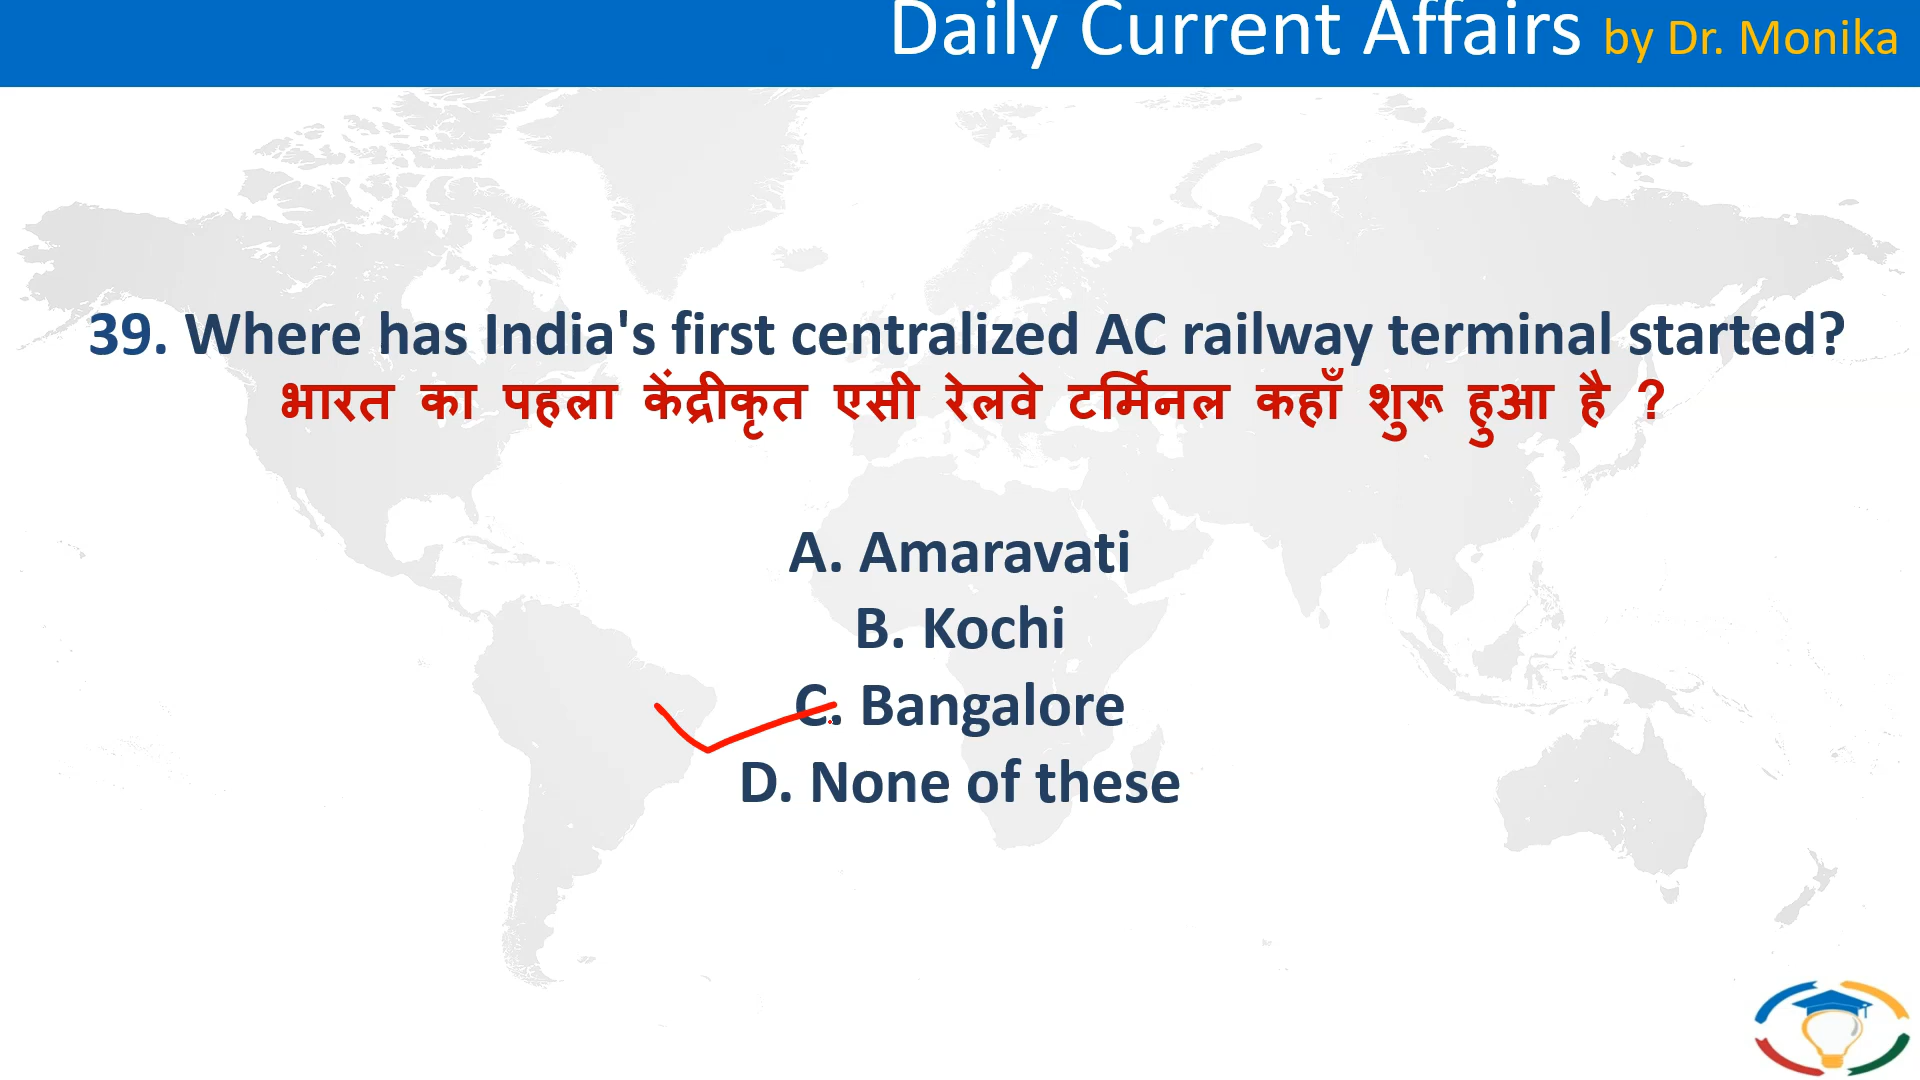 Daily Current Affairs by Dr. Monika
39. Where has India's first centralized AC railway terminal started?
भारत का पहला केंद्रीकृत एसी रेलवे टर्मिनल कहाँ शुरू हुआ है ?
A. Amaravati
B. Kochi
C. Bangalore
D. None of these